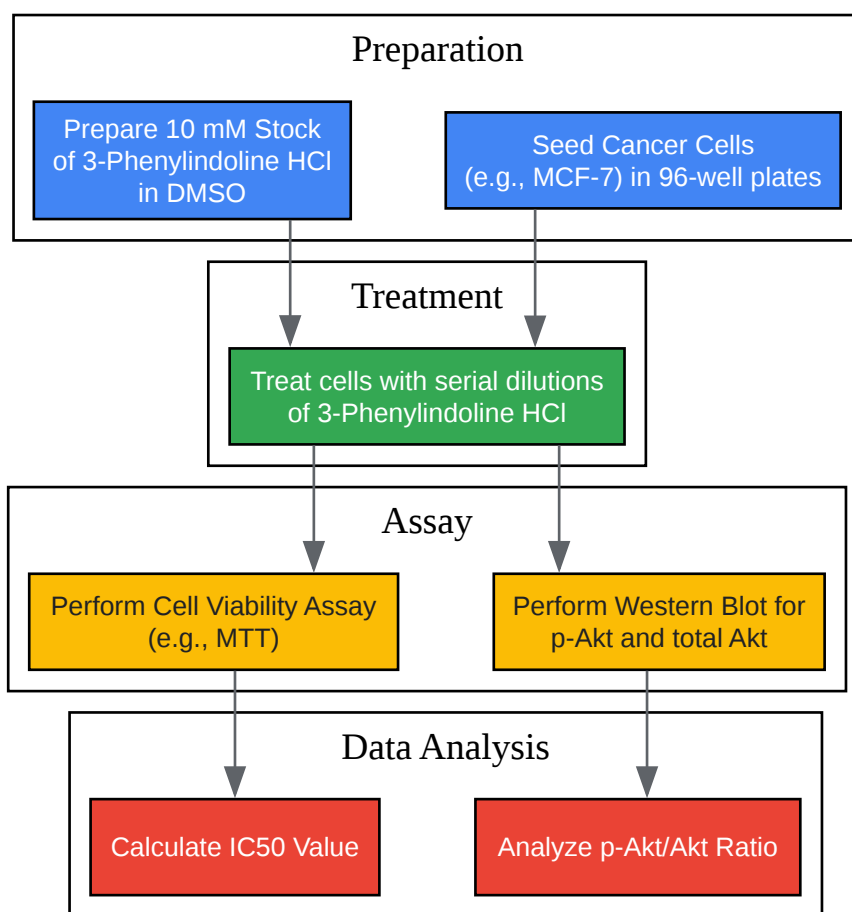 Preparation
Prepare 10 mM Stock
of 3-Phenylindoline HCl
in DMSO
Seed Cancer Cells
(e.g., MCF-7) in 96-well plates
Treatment
Treat cells with serial dilutions
of 3-Phenylindoline HCl
Assay
Perform Cell Viability Assay
(e.g., MTT)
Perform Western Blot for
p-Akt and total Akt
Data Analysis
Calculate IC50 Value
Analyze p-Akt/Akt Ratio